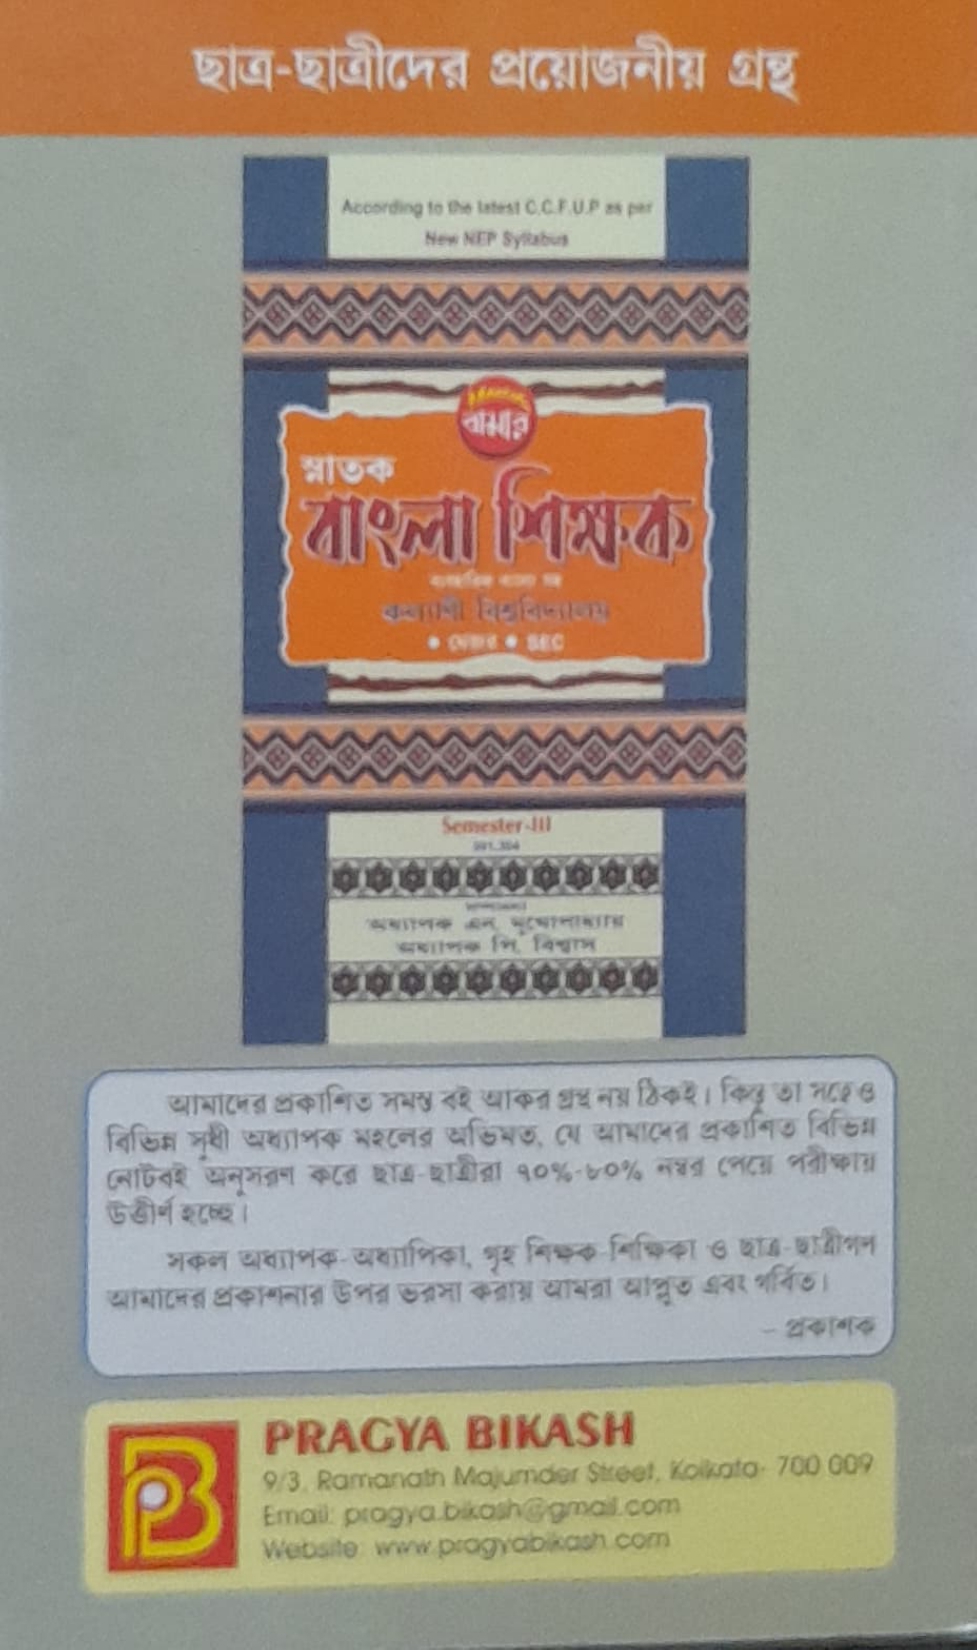 ছাত্র-ছাত্রীদের প্রয়োজনীয় গ্রন্থ
According to the latest C.C.F.U.P as per
New NEP Syllabus
বামার
স্নাতক
বাংলা শিক্ষক
কল্যাণী বিশ্ববিদ্যালয়
• মেজর • SEC
Semester-III
অধ্যাপক এন. মুখোপাধ্যায়
অধ্যাপক পি. বিশ্বাস
আমাদের প্রকাশিত সমস্ত বই আকর গ্রন্থ নয় ঠিকই। কিন্তু তা সত্ত্বেও
বিভিন্ন সুধী অধ্যাপক মহলের অভিমত, যে আমাদের প্রকাশিত বিভিন্ন
নোটবই অনুসরণ করে ছাত্র-ছাত্রীরা ৭০%-৮০% নম্বর পেয়ে পরীক্ষায়
উত্তীর্ণ হচ্ছে।
সকল অধ্যাপক-অধ্যাপিকা, গৃহ শিক্ষক-শিক্ষিকা ও ছাত্র-ছাত্রীগণ
আমাদের প্রকাশনার উপর ভরসা করায় আমরা আপ্লুত এবং গর্বিত।
– প্রকাশক
PRAGYA BIKASH
9/3, Ramanath Majumder Street, Kolkata- 700 009
Email: pragya.bikash@gmail.com
Website: www.pragyabikash.com